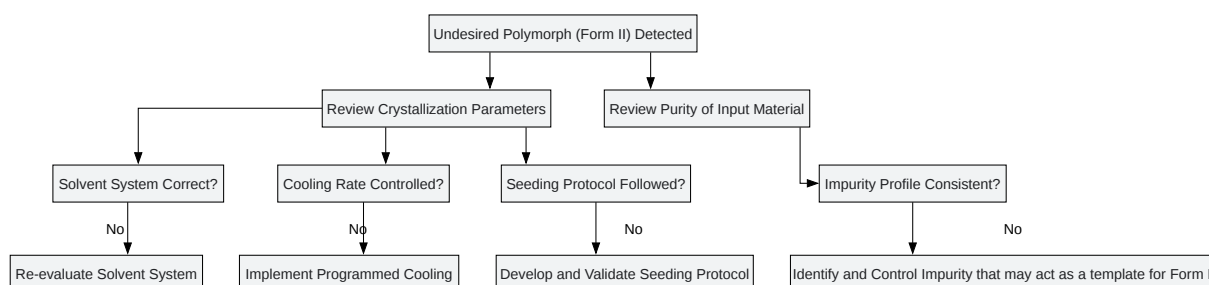 Undesired Polymorph (Form II) Detected
Review Crystallization Parameters
Review Purity of Input Material
Solvent System Correct?
Cooling Rate Controlled?
Seeding Protocol Followed?
Impurity Profile Consistent?
No
No
No
No
Re-evaluate Solvent System
Implement Programmed Cooling
Develop and Validate Seeding Protocol
Identify and Control Impurity that may act as a template for Form